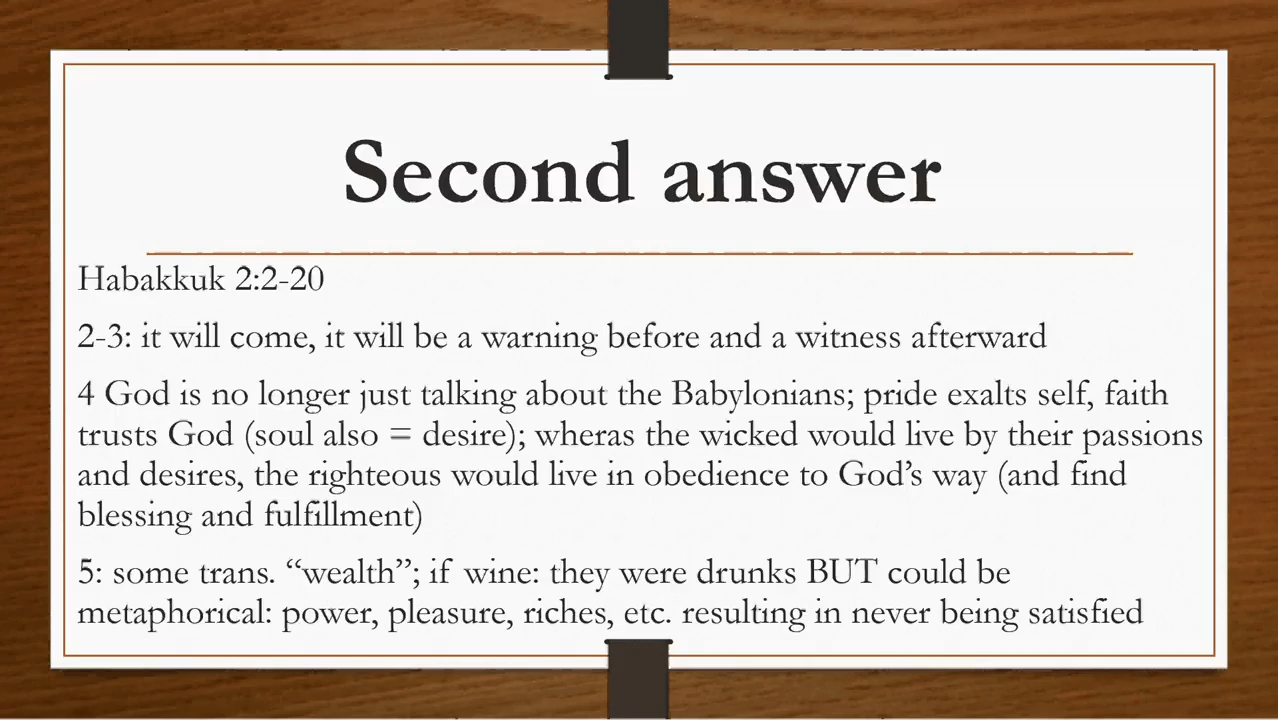 Second answer
Habakkuk 2:2-20
2-3: it will come, it will be a warning before and a witness afterward
4 God is no longer just talking about the Babylonians; pride exalts self, faith
trusts God (soul also = desire); wheras the wicked would live by their passions
and desires, the righteous would live in obedience to God’s way (and find
blessing and fulfillment)
5: some trans. “wealth”; if wine: they were drunks BUT could be
metaphorical: power, pleasure, riches, etc. resulting in never being satisfied